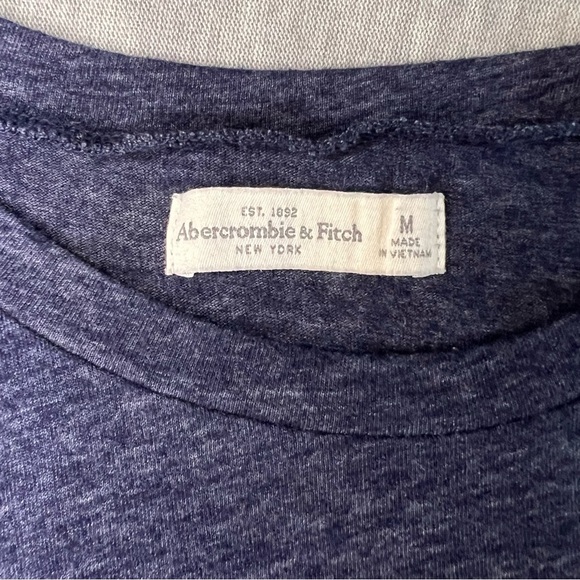 EST. 1892
Abercrombie & Fitch
NEW YORK
M
MADE
IN VIETNAM